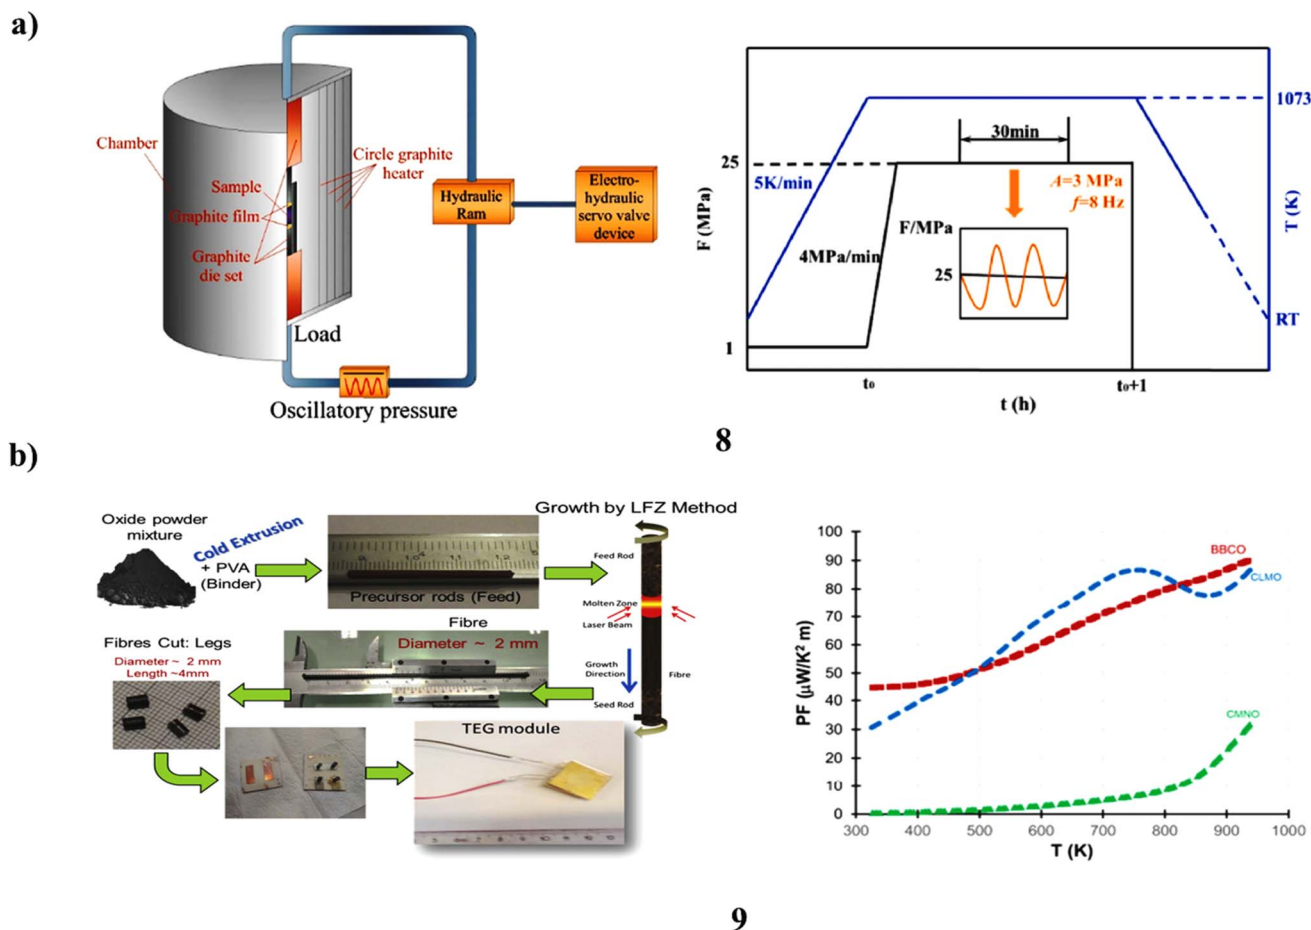 a)
Chamber
Sample
Graphite film
Graphite
die set
Circle graphite
heater
Load
Oscillatory pressure
Hydraulic
Ram
Electro-
hydraulic
servo valve
device
F (MPa)
25
1
5K/min
4MPa/min
30min
A=3 MPa
f=8 Hz
F/MPa
25
1073
RT
T (K)
t₀
t₀+1
t (h)
8
b)
Oxide powder
mixture
Cold Extrusion
+ PVA
(Binder)
Precursor rods (Feed)
Growth by LFZ Method
Feed Rod
Molten Zone
Laser Beam
Growth
Direction
Fibre
Seed Rod
Fibre
Diameter ~ 2 mm
Fibres Cut: Legs
Diameter ~ 2 mm
Length ~4mm
TEG module
PF (µW/K² m)
100
90
80
70
60
50
40
30
20
10
0
BBCO
CLMO
CMNO
300 400 500 600 700 800 900 1000
T (K)
9